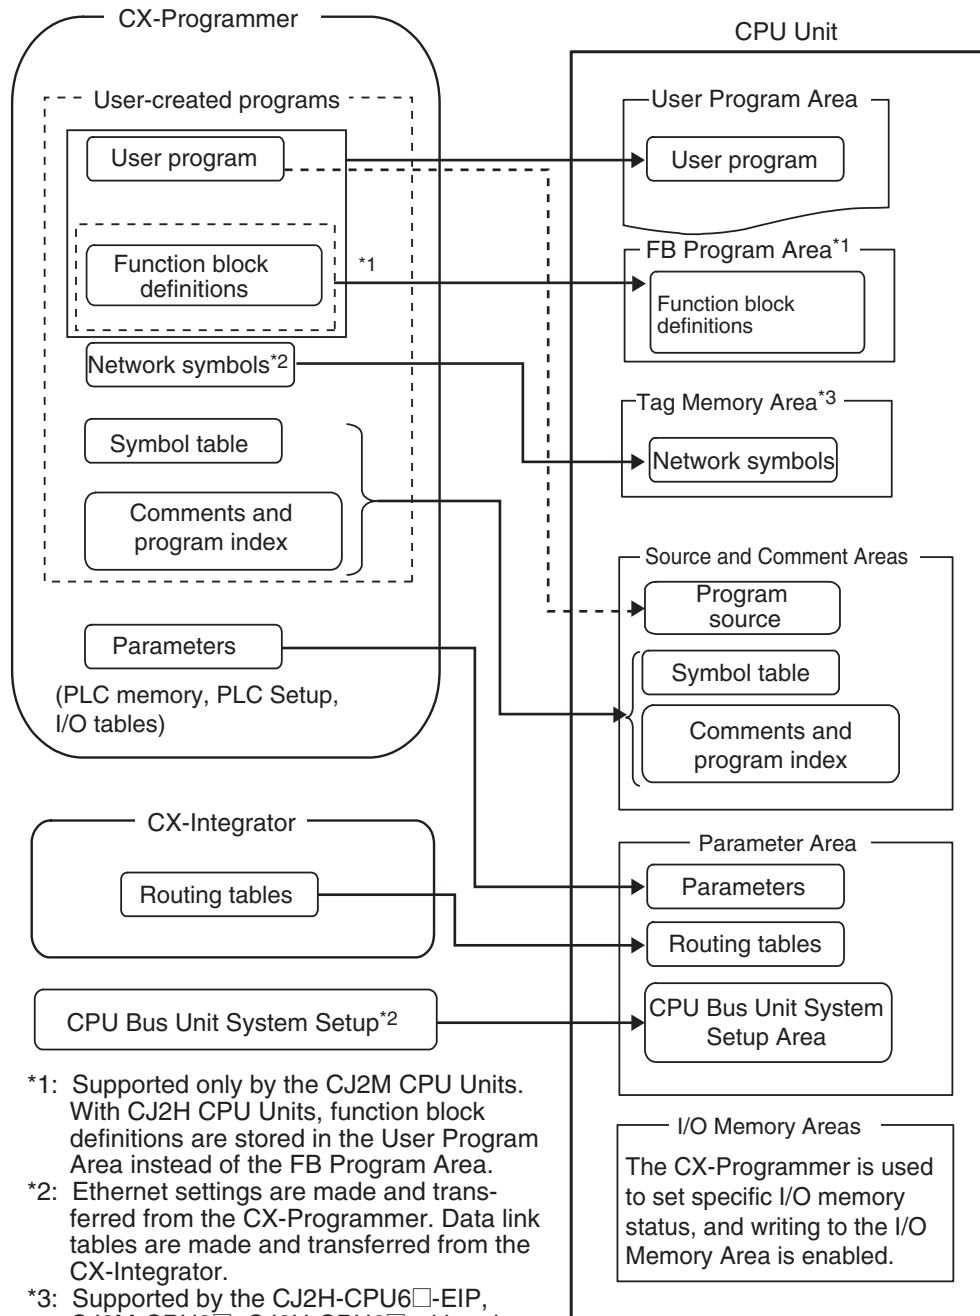 CX-Programmer
User-created programs
User program
Function block
definitions
*1
Network symbols*2
Symbol table
Comments and
program index
Parameters
(PLC memory, PLC Setup,
I/O tables)
CX-Integrator
Routing tables
CPU Bus Unit System Setup*2
*1: Supported only by the CJ2M CPU Units.
With CJ2H CPU Units, function block
definitions are stored in the User Program
Area instead of the FB Program Area.
*2: Ethernet settings are made and trans-
ferred from the CX-Programmer. Data link
tables are made and transferred from the
CX-Integrator.
*3: Supported by the CJ2H-CPU6□-EIP,
CPU Unit
User Program Area
User program
FB Program Area*1
Function block
definitions
Tag Memory Area*3
Network symbols
Source and Comment Areas
Program
source
Symbol table
Comments and
program index
Parameter Area
Parameters
Routing tables
CPU Bus Unit System
Setup Area
I/O Memory Areas
The CX-Programmer is used
to set specific I/O memory
status, and writing to the I/O
Memory Area is enabled.